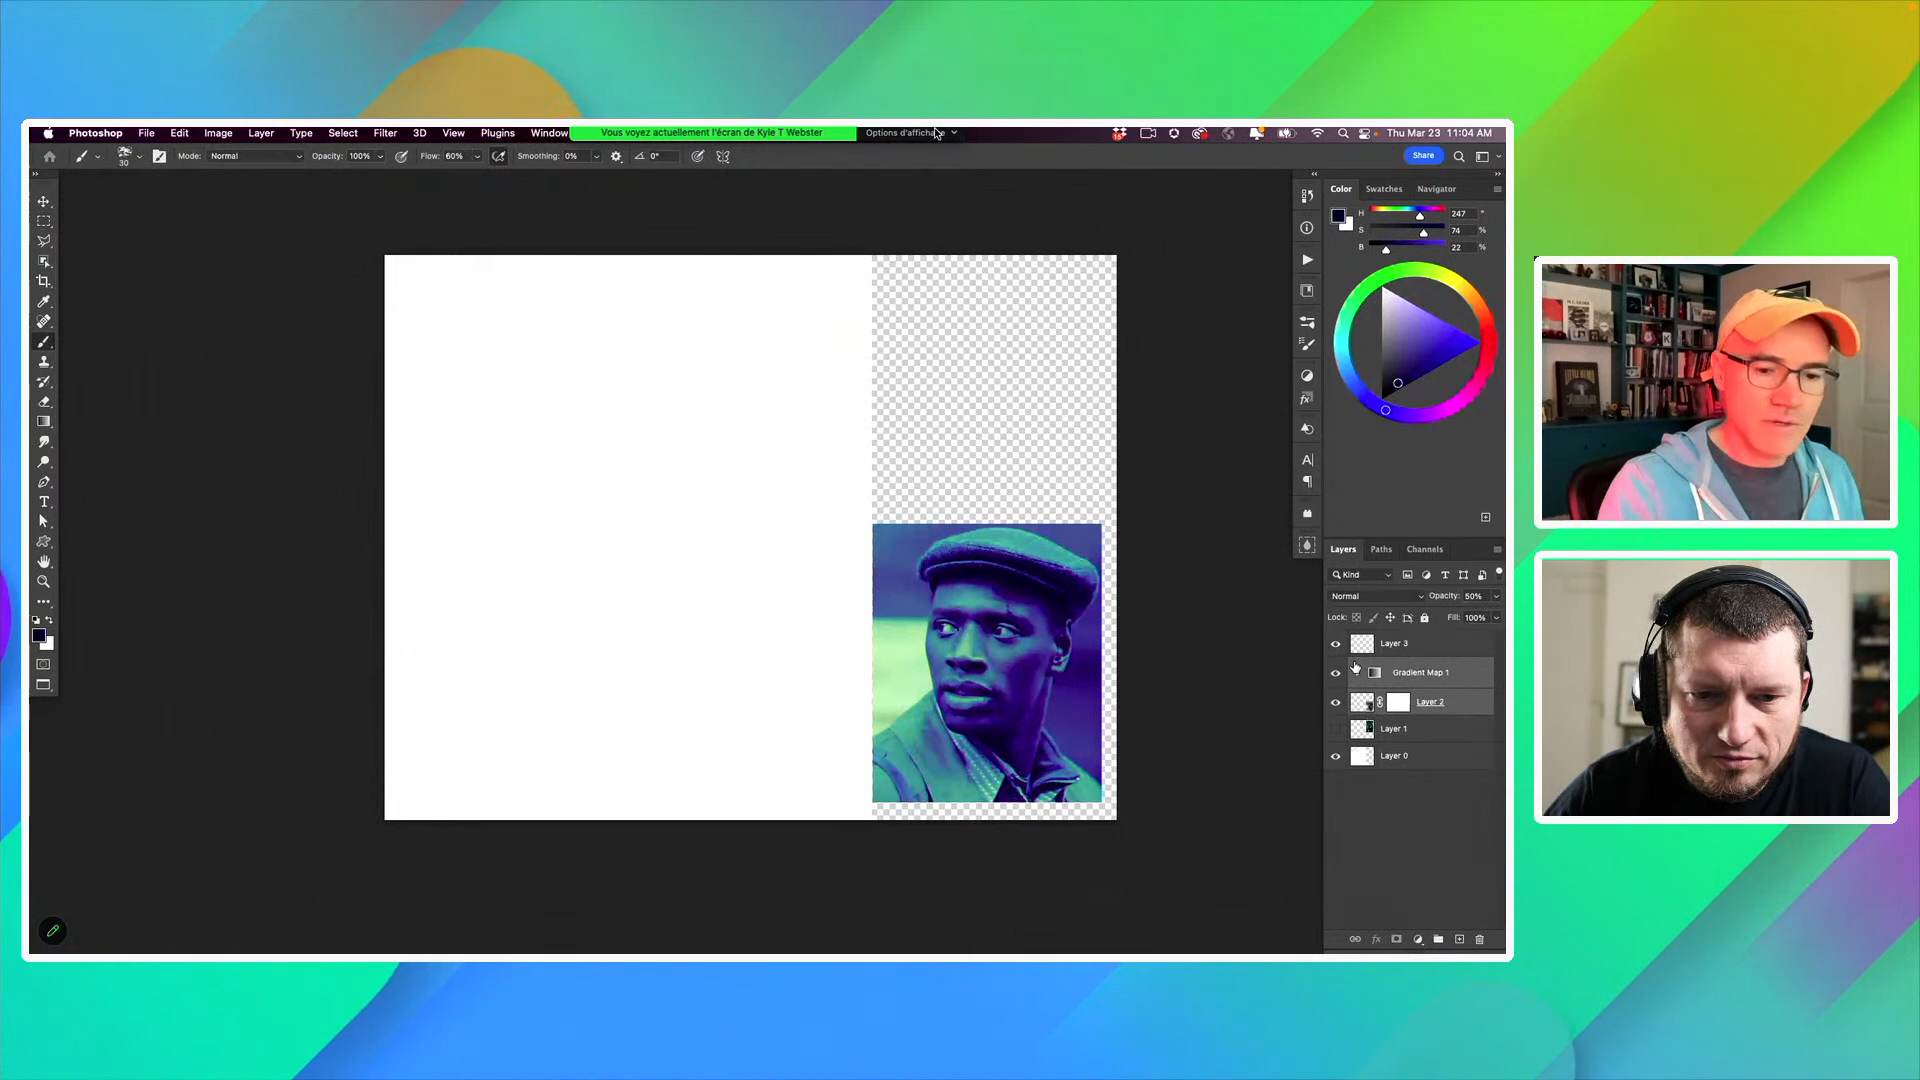 Photoshop File Edit Image Layer Type Select Filter 3D View Plugins Window Vous voyez actuellement l'écran de Kyle T Webster Options d'affichage Thu Mar 23 11:04 AM
30 Mode: Normal Opacity: 100% Flow: 60% Smoothing: 0% 0° Share
Color Swatches Navigator
H 247 °
S 74 %
B 22 %
Layers Paths Channels
Kind
Normal Opacity: 50%
Lock: Fill: 100%
Layer 3
Gradient Map 1
Layer 2
Layer 1
Layer 0